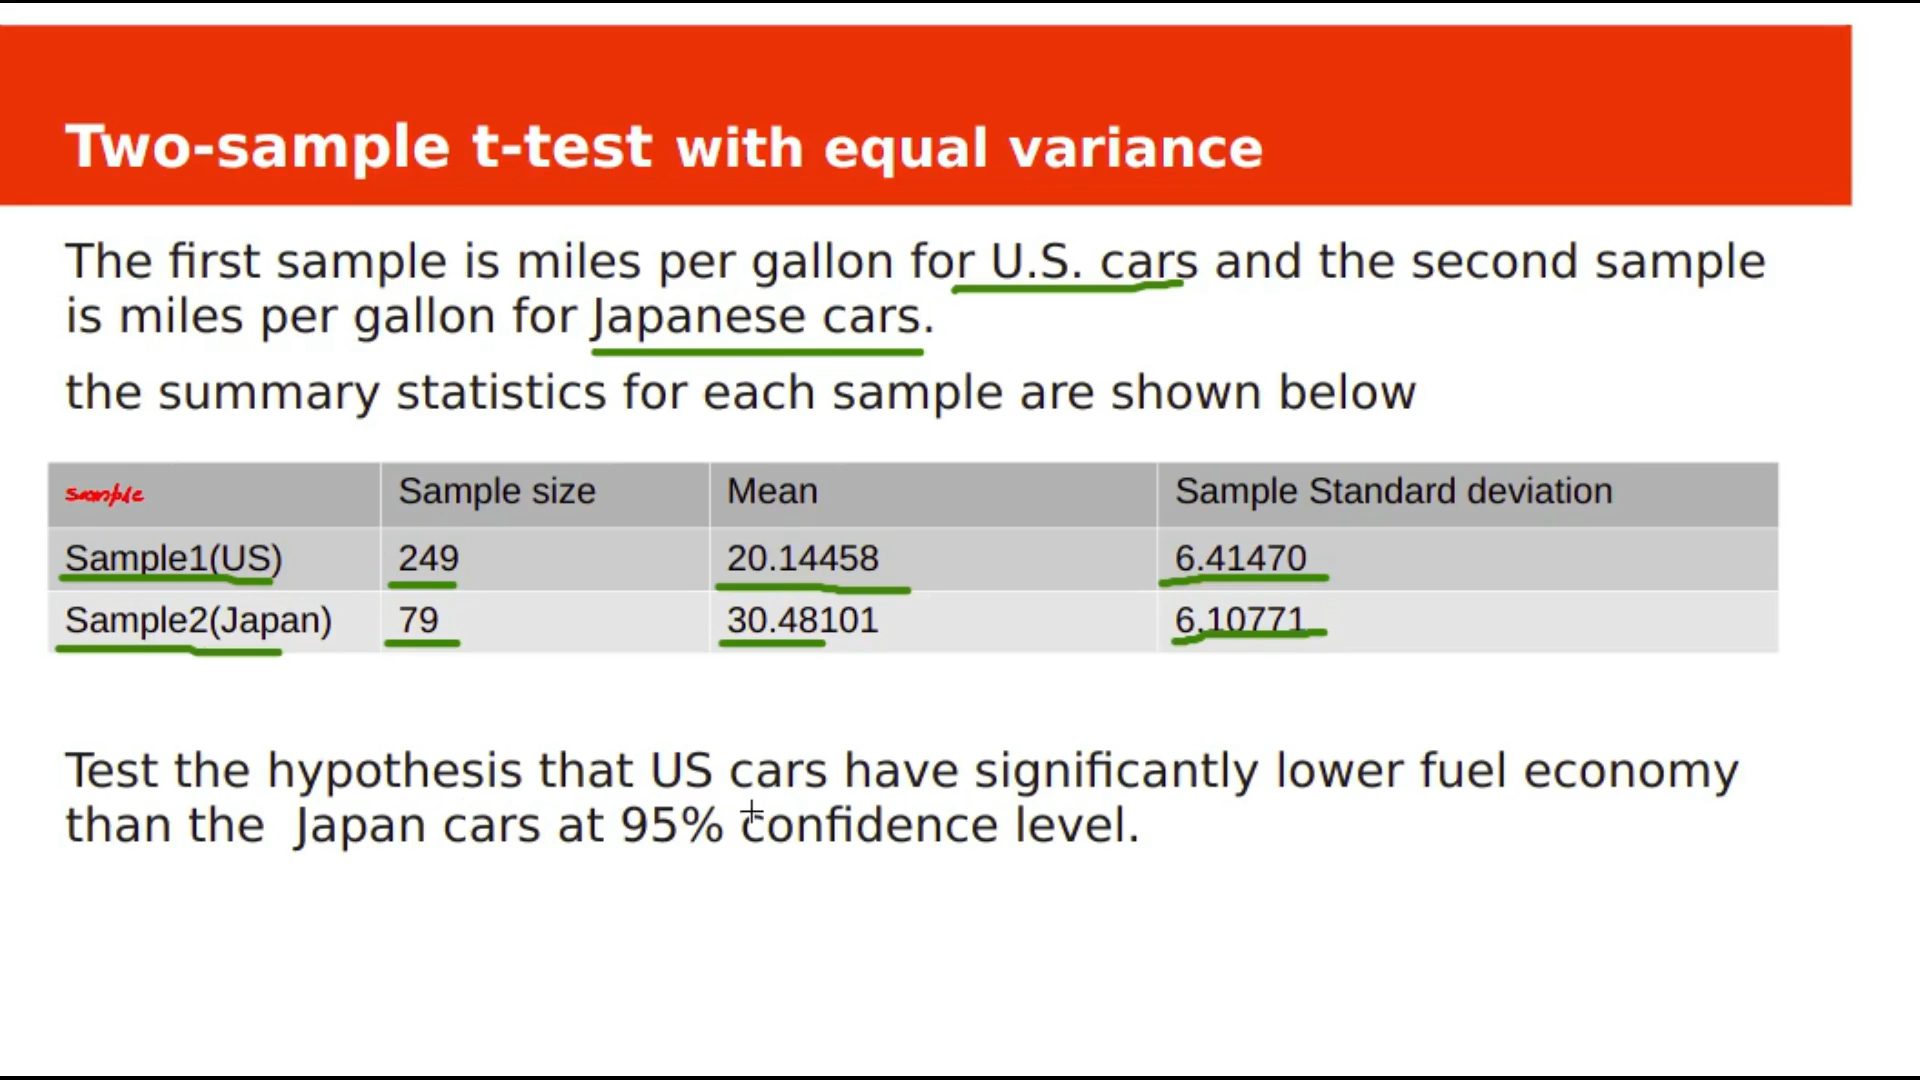 Two-sample t-test with equal variance
The first sample is miles per gallon for U.S. cars and the second sample
is miles per gallon for Japanese cars.
the summary statistics for each sample are shown below
sample Sample size Mean Sample Standard deviation
Sample1(US) 249 20.14458 6.41470
Sample2(Japan) 79 30.48101 6.10771
Test the hypothesis that US cars have significantly lower fuel economy
than the Japan cars at 95% confidence level.